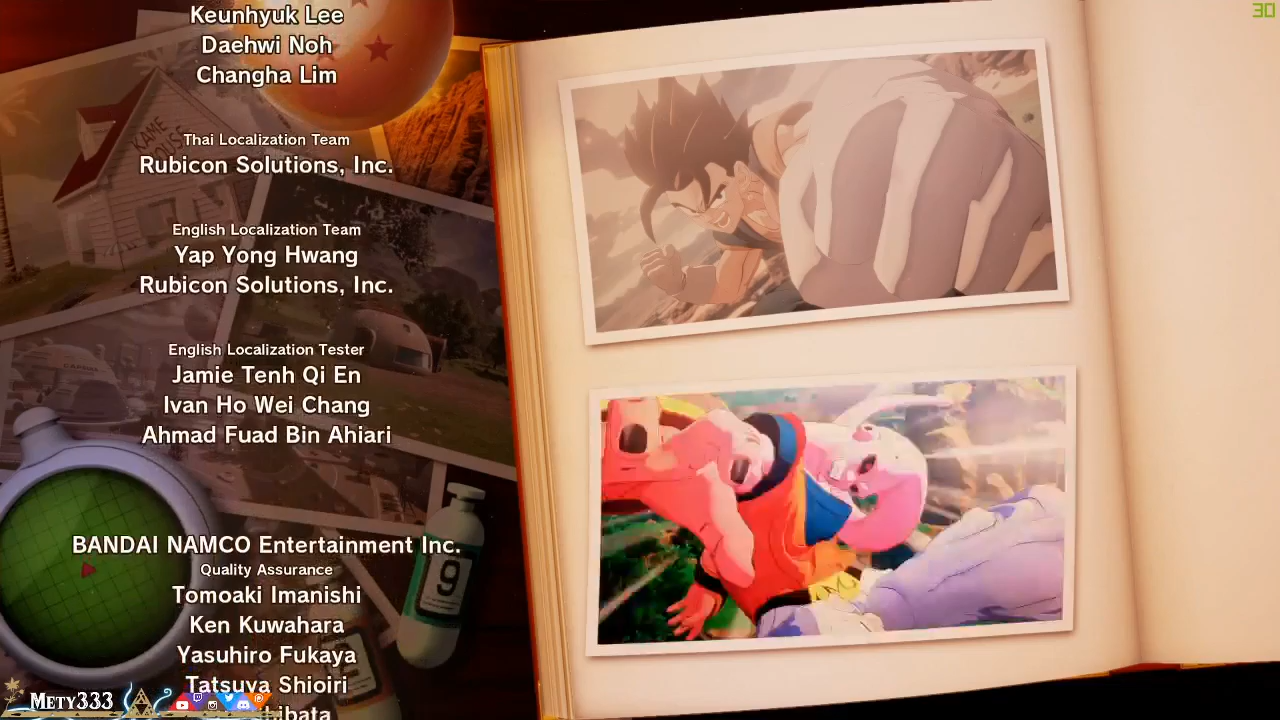 Keunhyuk Lee
Daehwi Noh
Changha Lim
Thai Localization Team
Rubicon Solutions, Inc.
English Localization Team
Yap Yong Hwang
Rubicon Solutions, Inc.
English Localization Tester
Jamie Tenh Qi En
Ivan Ho Wei Chang
Ahmad Fuad Bin Ahiari
BANDAI NAMCO Entertainment Inc.
Quality Assurance
Tomoaki Imanishi
Ken Kuwahara
Yasuhiro Fukaya
Tatsuya Shioiri
30
KAME
HOUSE
9
Mety333